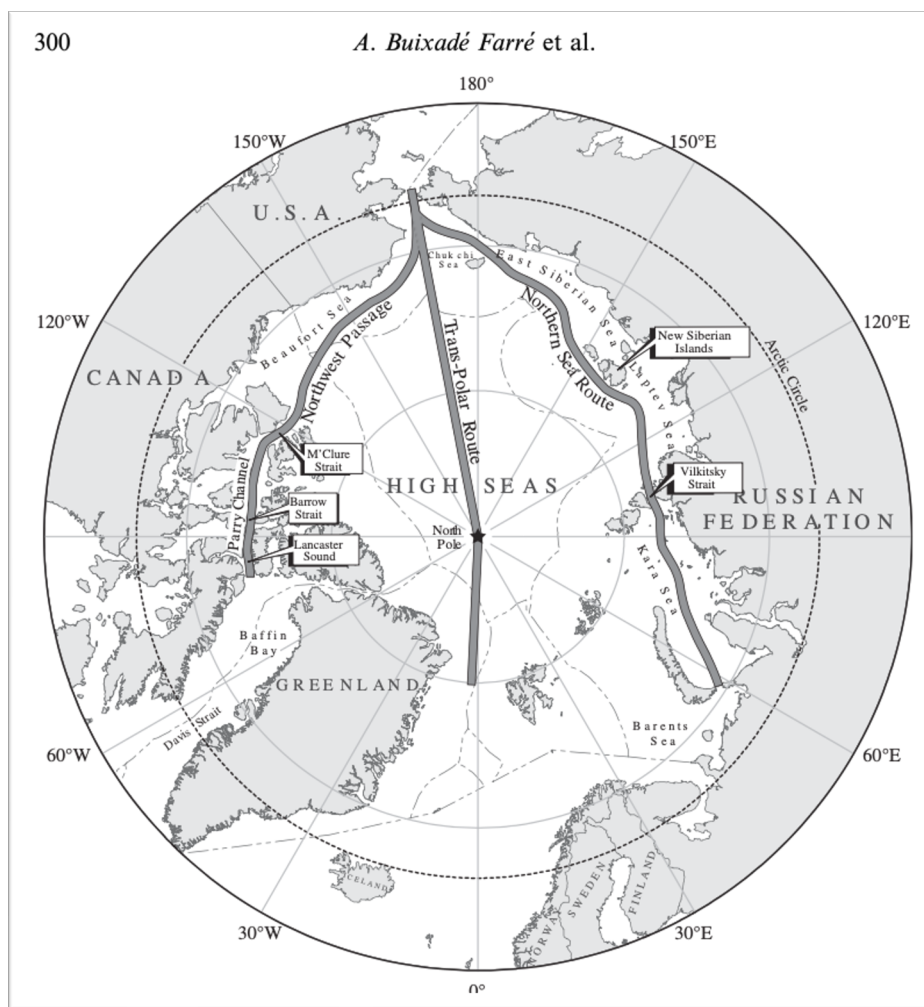 300
A. Buixadé Farré et al.
180°
150°W
150°E
U.S.A.
Chukchi
Sea
East Siberian Sea
Beaufort Sea
Northwest Passage
Trans-Polar Route
Northern Sea Route
120°W
120°E
New Siberian
Islands
Laptev Sea
Arctic Circle
CANADA
M'Clure
Strait
Vilkitsky
Strait
HIGH SEAS
RUSSIAN
FEDERATION
Parry Channel
Barrow
Strait
North
Pole
Lancaster
Sound
Kara Sea
Baffin
Bay
GREENLAND
Davis Strait
Barents
Sea
60°W
60°E
ICELAND
NORWAY
SWEDEN
FINLAND
30°W
30°E
0°